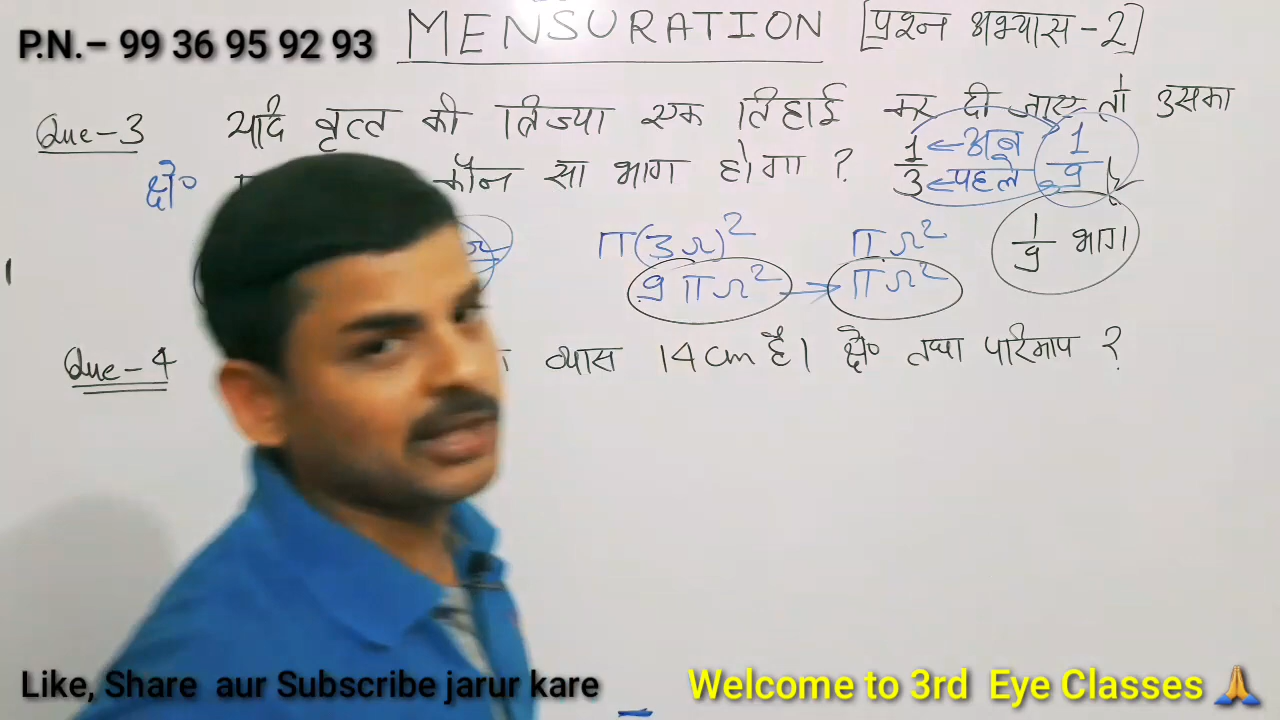 P.N.– 99 36 95 92 93
MENSURATION [प्रश्न अभ्यास-2]
Que-3 यदि वृत्त की त्रिज्या एक तिहाई कर दी जाए तो उसका
क्षे० कौन सा भाग होगा ? 1/3 ←अब ←पहले 1/9
π(3r)² πr² 1/9 भाग
9πr² → πr²
Que-4 व्यास 14cm है। क्षे० तथा परिमाप ?
Like, Share aur Subscribe jarur kare
Welcome to 3rd Eye Classes 🙏